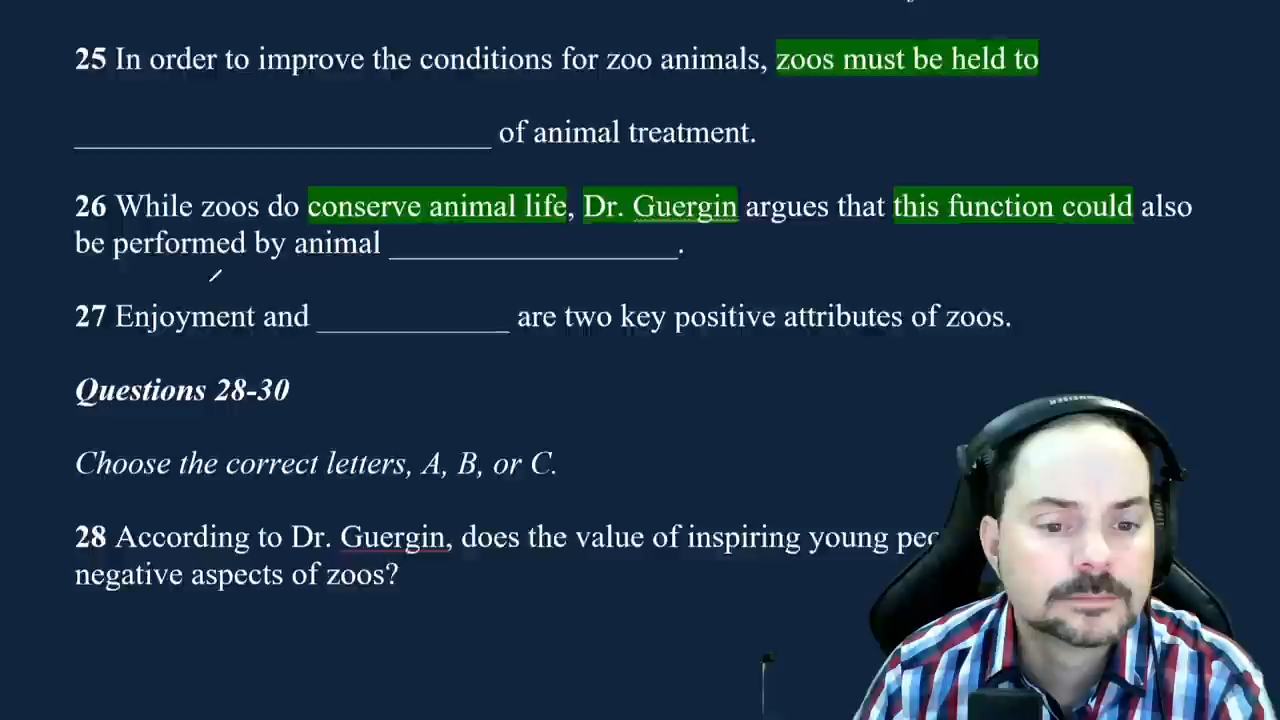 25 In order to improve the conditions for zoo animals, zoos must be held to
____________________________ of animal treatment.
26 While zoos do conserve animal life, Dr. Guergin argues that this function could also
be performed by animal ____________________.
27 Enjoyment and _____________ are two key positive attributes of zoos.
Questions 28-30
Choose the correct letters, A, B, or C.
28 According to Dr. Guergin, does the value of inspiring young
negative aspects of zoos?